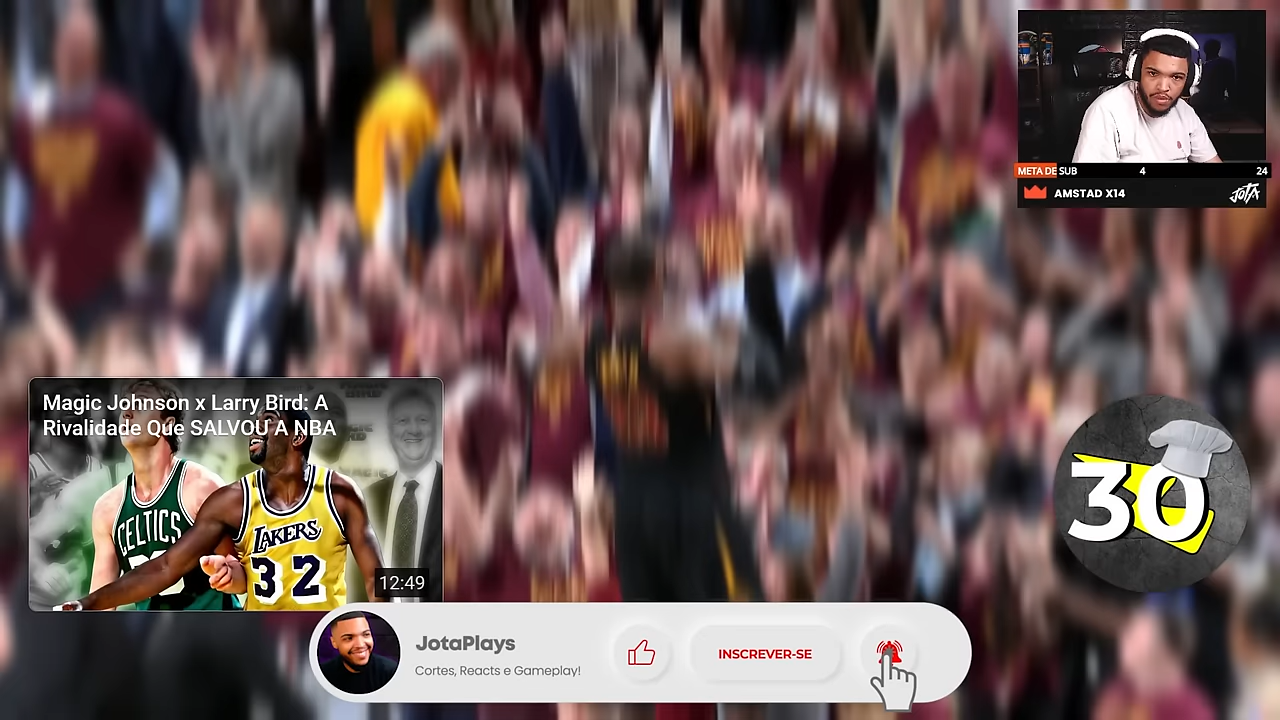 META DE SUB 4 24
AMSTAD X14
JOTA
Magic Johnson x Larry Bird: A
Rivalidade Que SALVOU A NBA
CELTICS
LAKERS
32
12:49
30
JotaPlays
Cortes, Reacts e Gameplay!
INSCREVER-SE